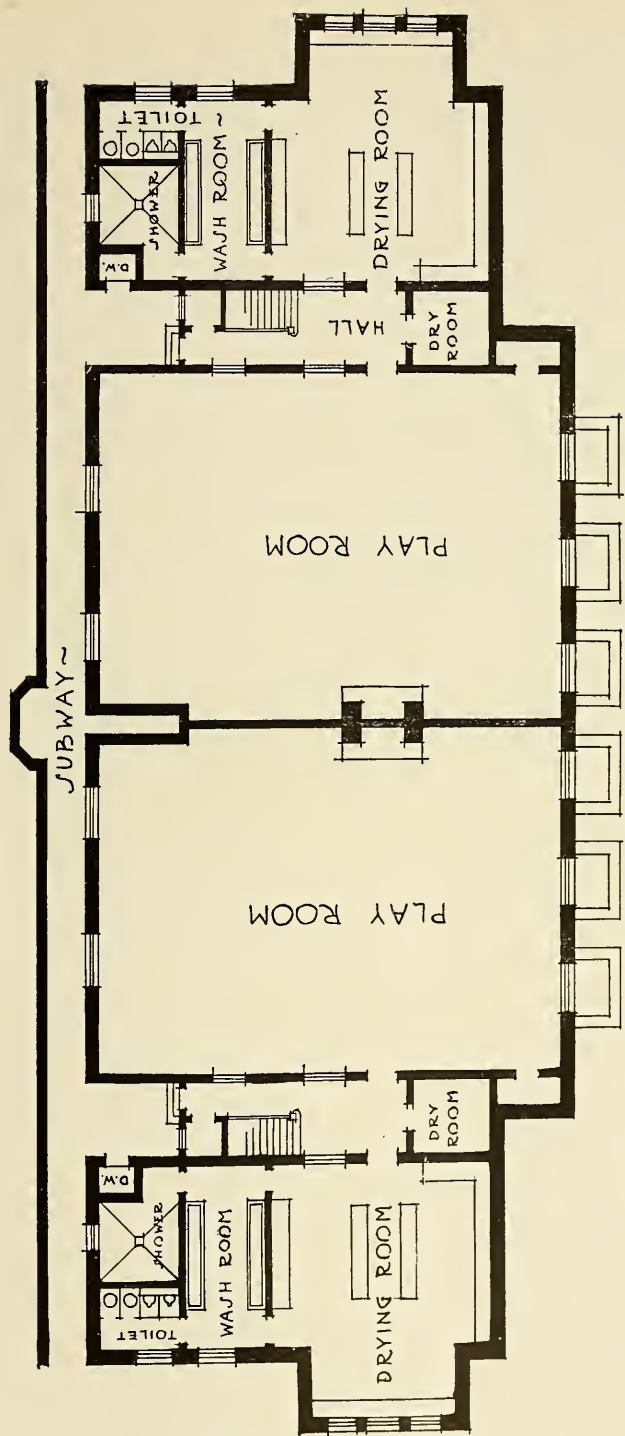 TOILET
SHOWER
D.W.
WASH ROOM ~
DRYING ROOM
HALL
DRY
ROOM
PLAY ROOM
SUBWAY ~
PLAY ROOM
D.W.
SHOWER
TOILET
WASH ROOM
DRY
ROOM
DRYING ROOM